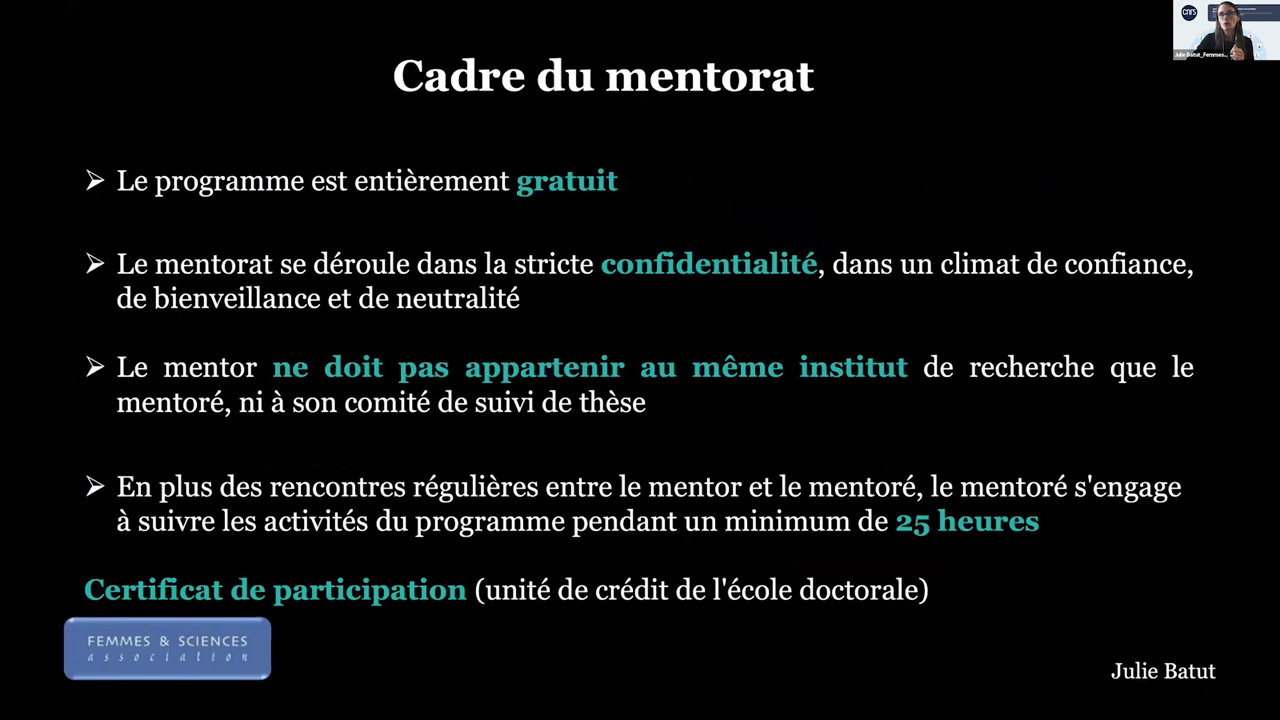 cnrs
Julie Batut_Femmes...
Cadre du mentorat
➢ Le programme est entièrement gratuit
➢ Le mentorat se déroule dans la stricte confidentialité, dans un climat de confiance,
de bienveillance et de neutralité
➢ Le mentor ne doit pas appartenir au même institut de recherche que le
mentoré, ni à son comité de suivi de thèse
➢ En plus des rencontres régulières entre le mentor et le mentoré, le mentoré s'engage
à suivre les activités du programme pendant un minimum de 25 heures
Certificat de participation (unité de crédit de l'école doctorale)
FEMMES & SCIENCES
association
Julie Batut